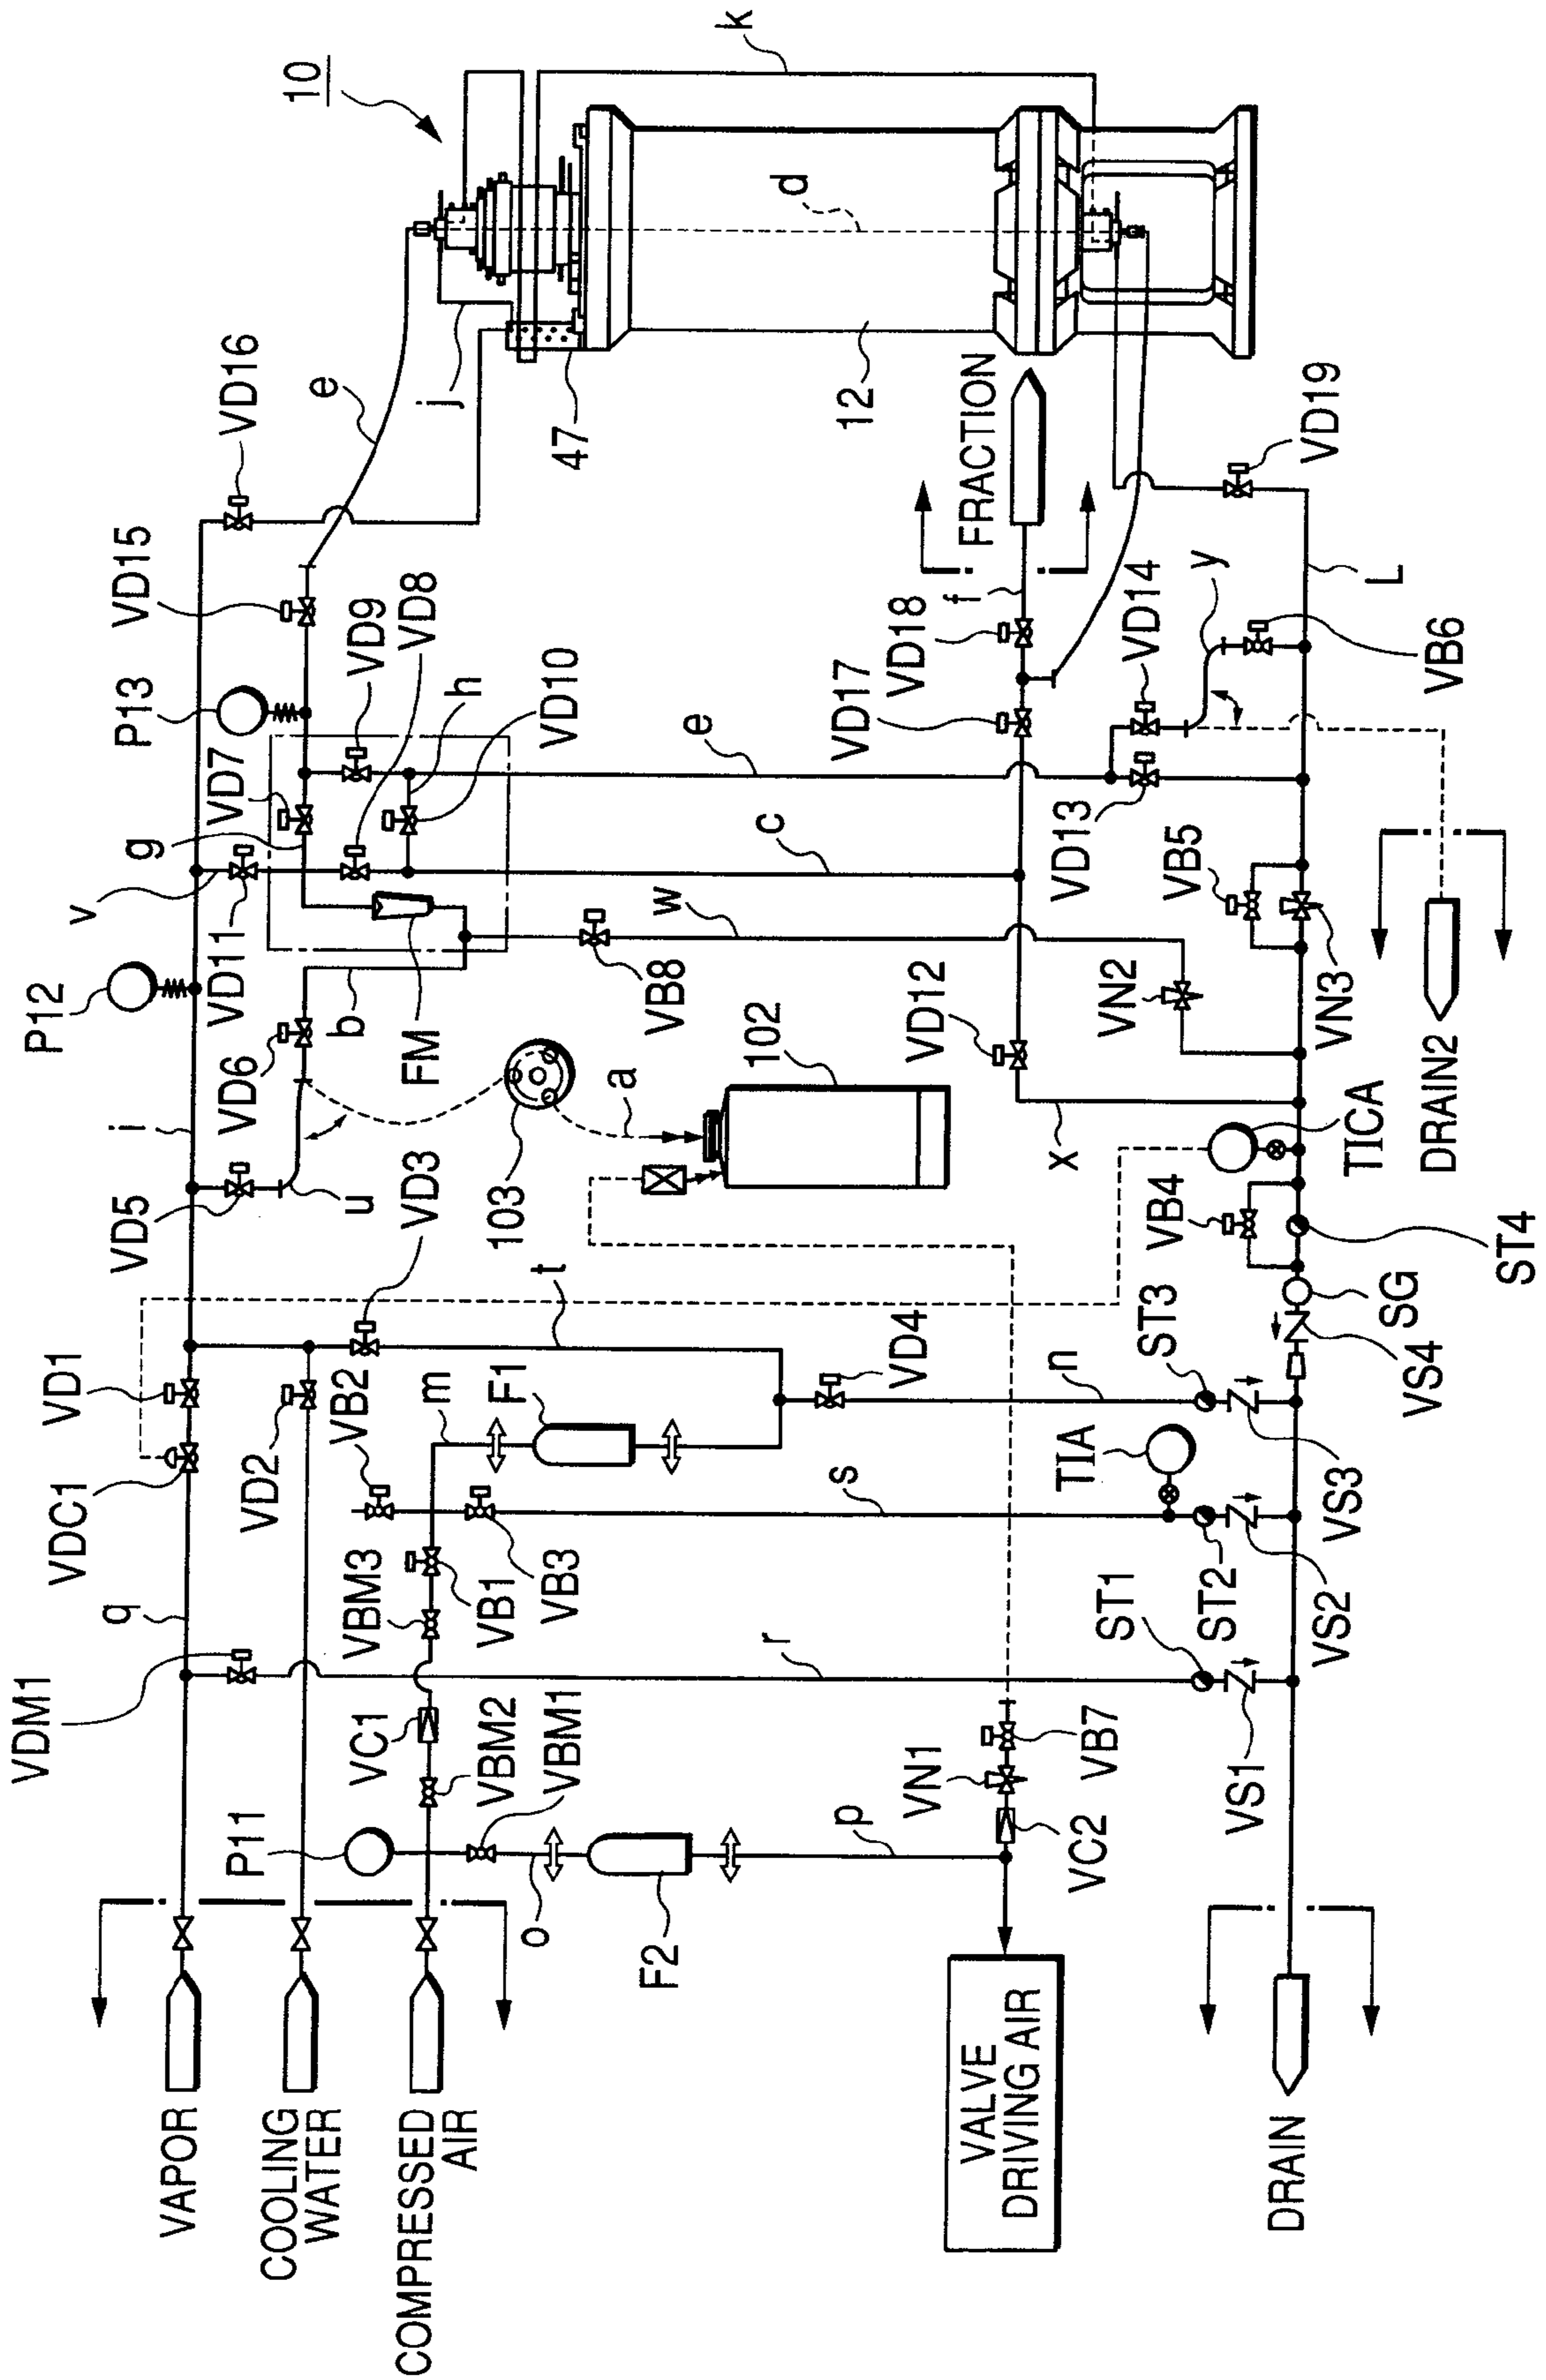 10
k
d
e
j
47
12
VD16
VD15
VD9
VD8
h
VD10
P13
VD7
g
v
VD11
P12
b
FM
VD6
i
VD5
u
103
a
102
VD3
t
e
c
w
VB8
FRACTION
f
VD18
VD17
VD14
y
VD19
L
VB6
VD13
VB5
VN3
VN2
VD12
x
DRAIN2
TICA
VB4
ST4
SG
VS4
ST3
n
VD4
VD1
VDC1
VD2
VB2
m
F1
VBM3
VB1
VB3
s
TIA
VS3
ST2
VS2
ST1
VS1
q
VDM1
r
VC1
VBM2
VBM1
P11
o
F2
p
VN1
VB7
VC2
VAPOR
COOLING
WATER
COMPRESSED
AIR
VALVE
DRIVING AIR
DRAIN